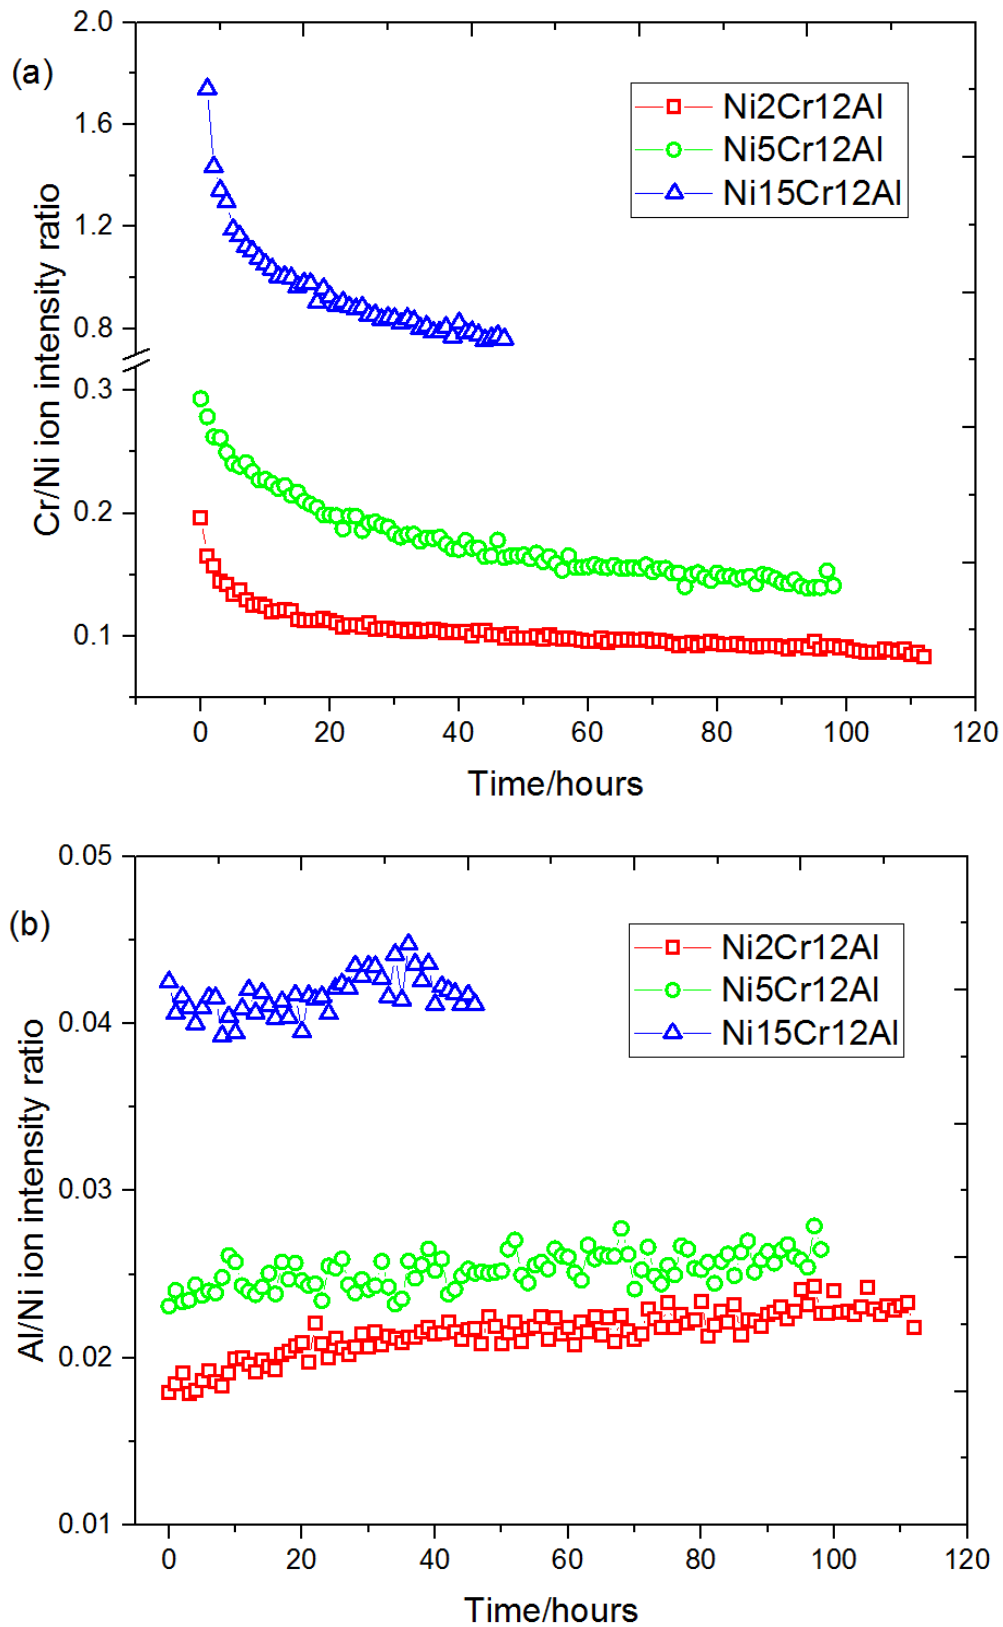 (a)
2.0
1.6
1.2
0.8
0.3
0.2
0.1
Cr/Ni ion intensity ratio
Ni2Cr12Al
Ni5Cr12Al
Ni15Cr12Al
0 20 40 60 80 100 120
Time/hours
(b)
0.05
0.04
0.03
0.02
0.01
Al/Ni ion intensity ratio
Ni2Cr12Al
Ni5Cr12Al
Ni15Cr12Al
0 20 40 60 80 100 120
Time/hours